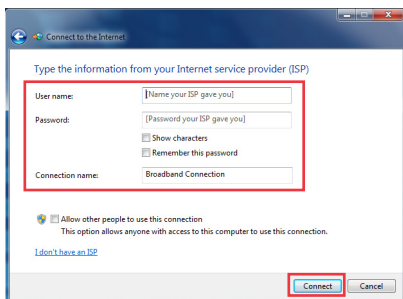 Connect to the Internet
Type the information from your Internet service provider (ISP)
User name: [Name your ISP gave you]
Password: [Password your ISP gave you]
Show characters
Remember this password
Connection name: Broadband Connection
Allow other people to use this connection
This option allows anyone with access to this computer to use this connection.
I don't have an ISP
Connect Cancel